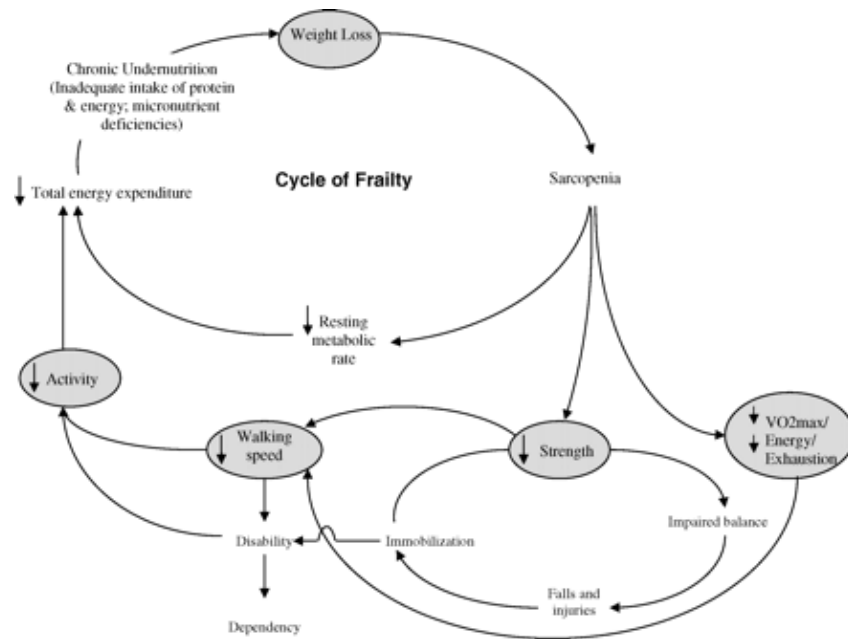 Weight Loss
Chronic Undernutrition
(Inadequate intake of protein
& energy; micronutrient
deficiencies)
Cycle of Frailty
Sarcopenia
↓ Total energy expenditure
↓ Resting
metabolic
rate
↓ Activity
↓ Walking
speed
↓ Strength
↓ VO2max/
↓ Energy/
Exhaustion
Impaired balance
Disability
Immobilization
Falls and
injuries
Dependency